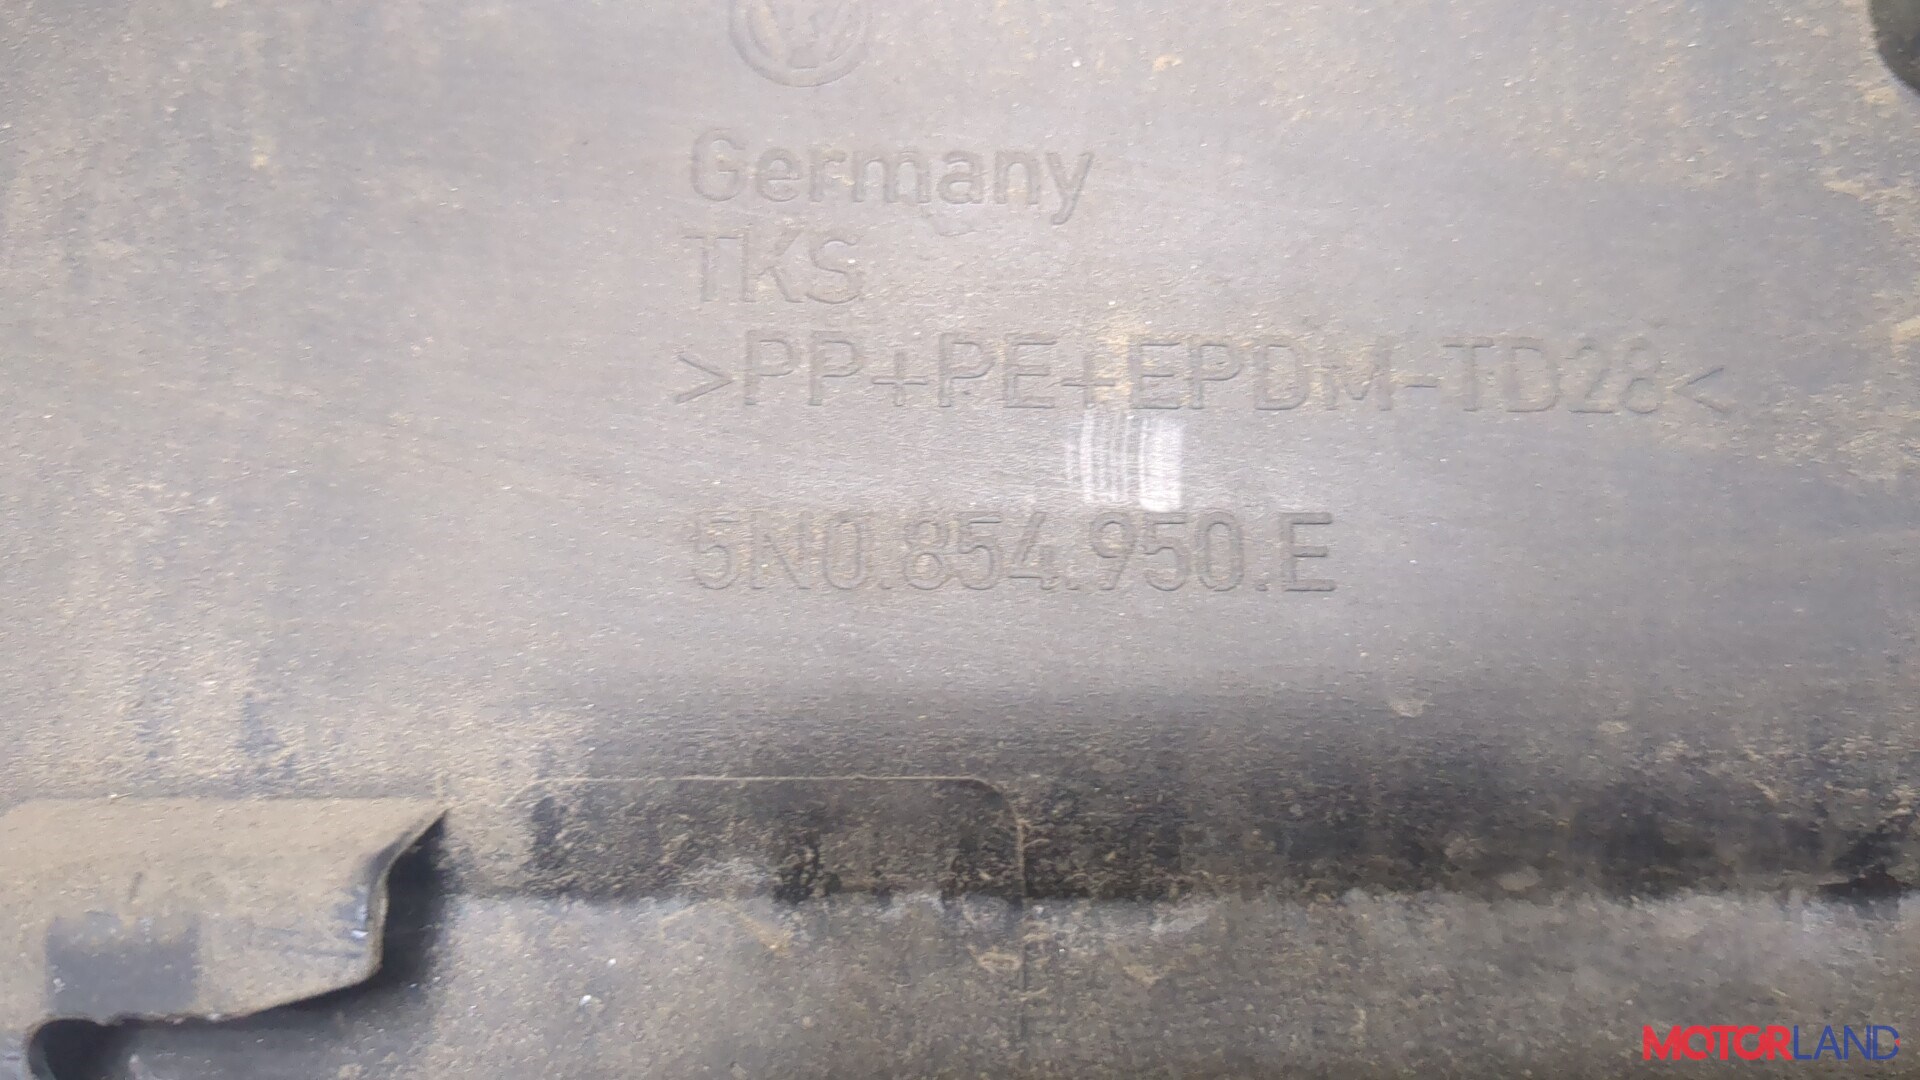 Germany
TKS
>PP+PE+EPDM-TD28<
5N0.854.950.E
MOTORLAND